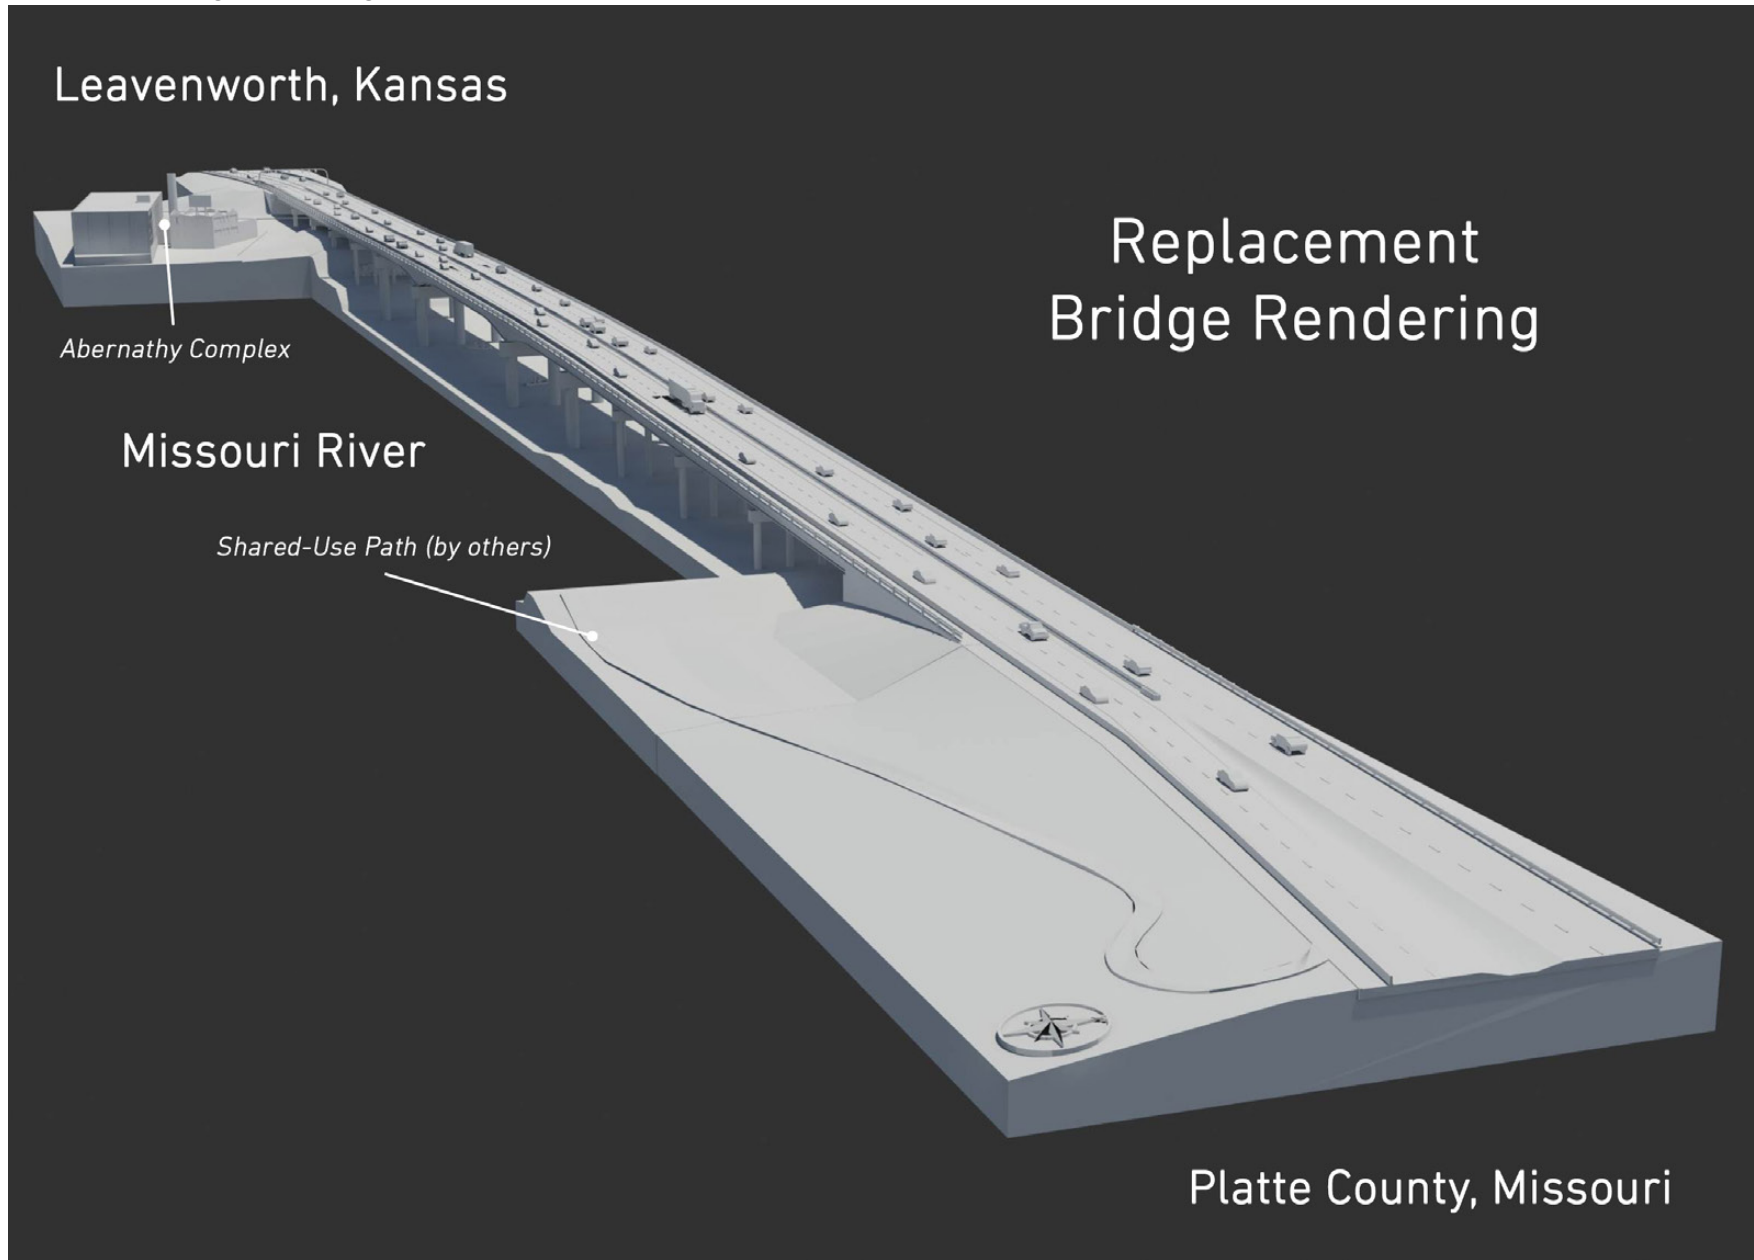 Leavenworth, Kansas
Replacement
Bridge Rendering
Abernathy Complex
Missouri River
Shared-Use Path (by others)
Platte County, Missouri